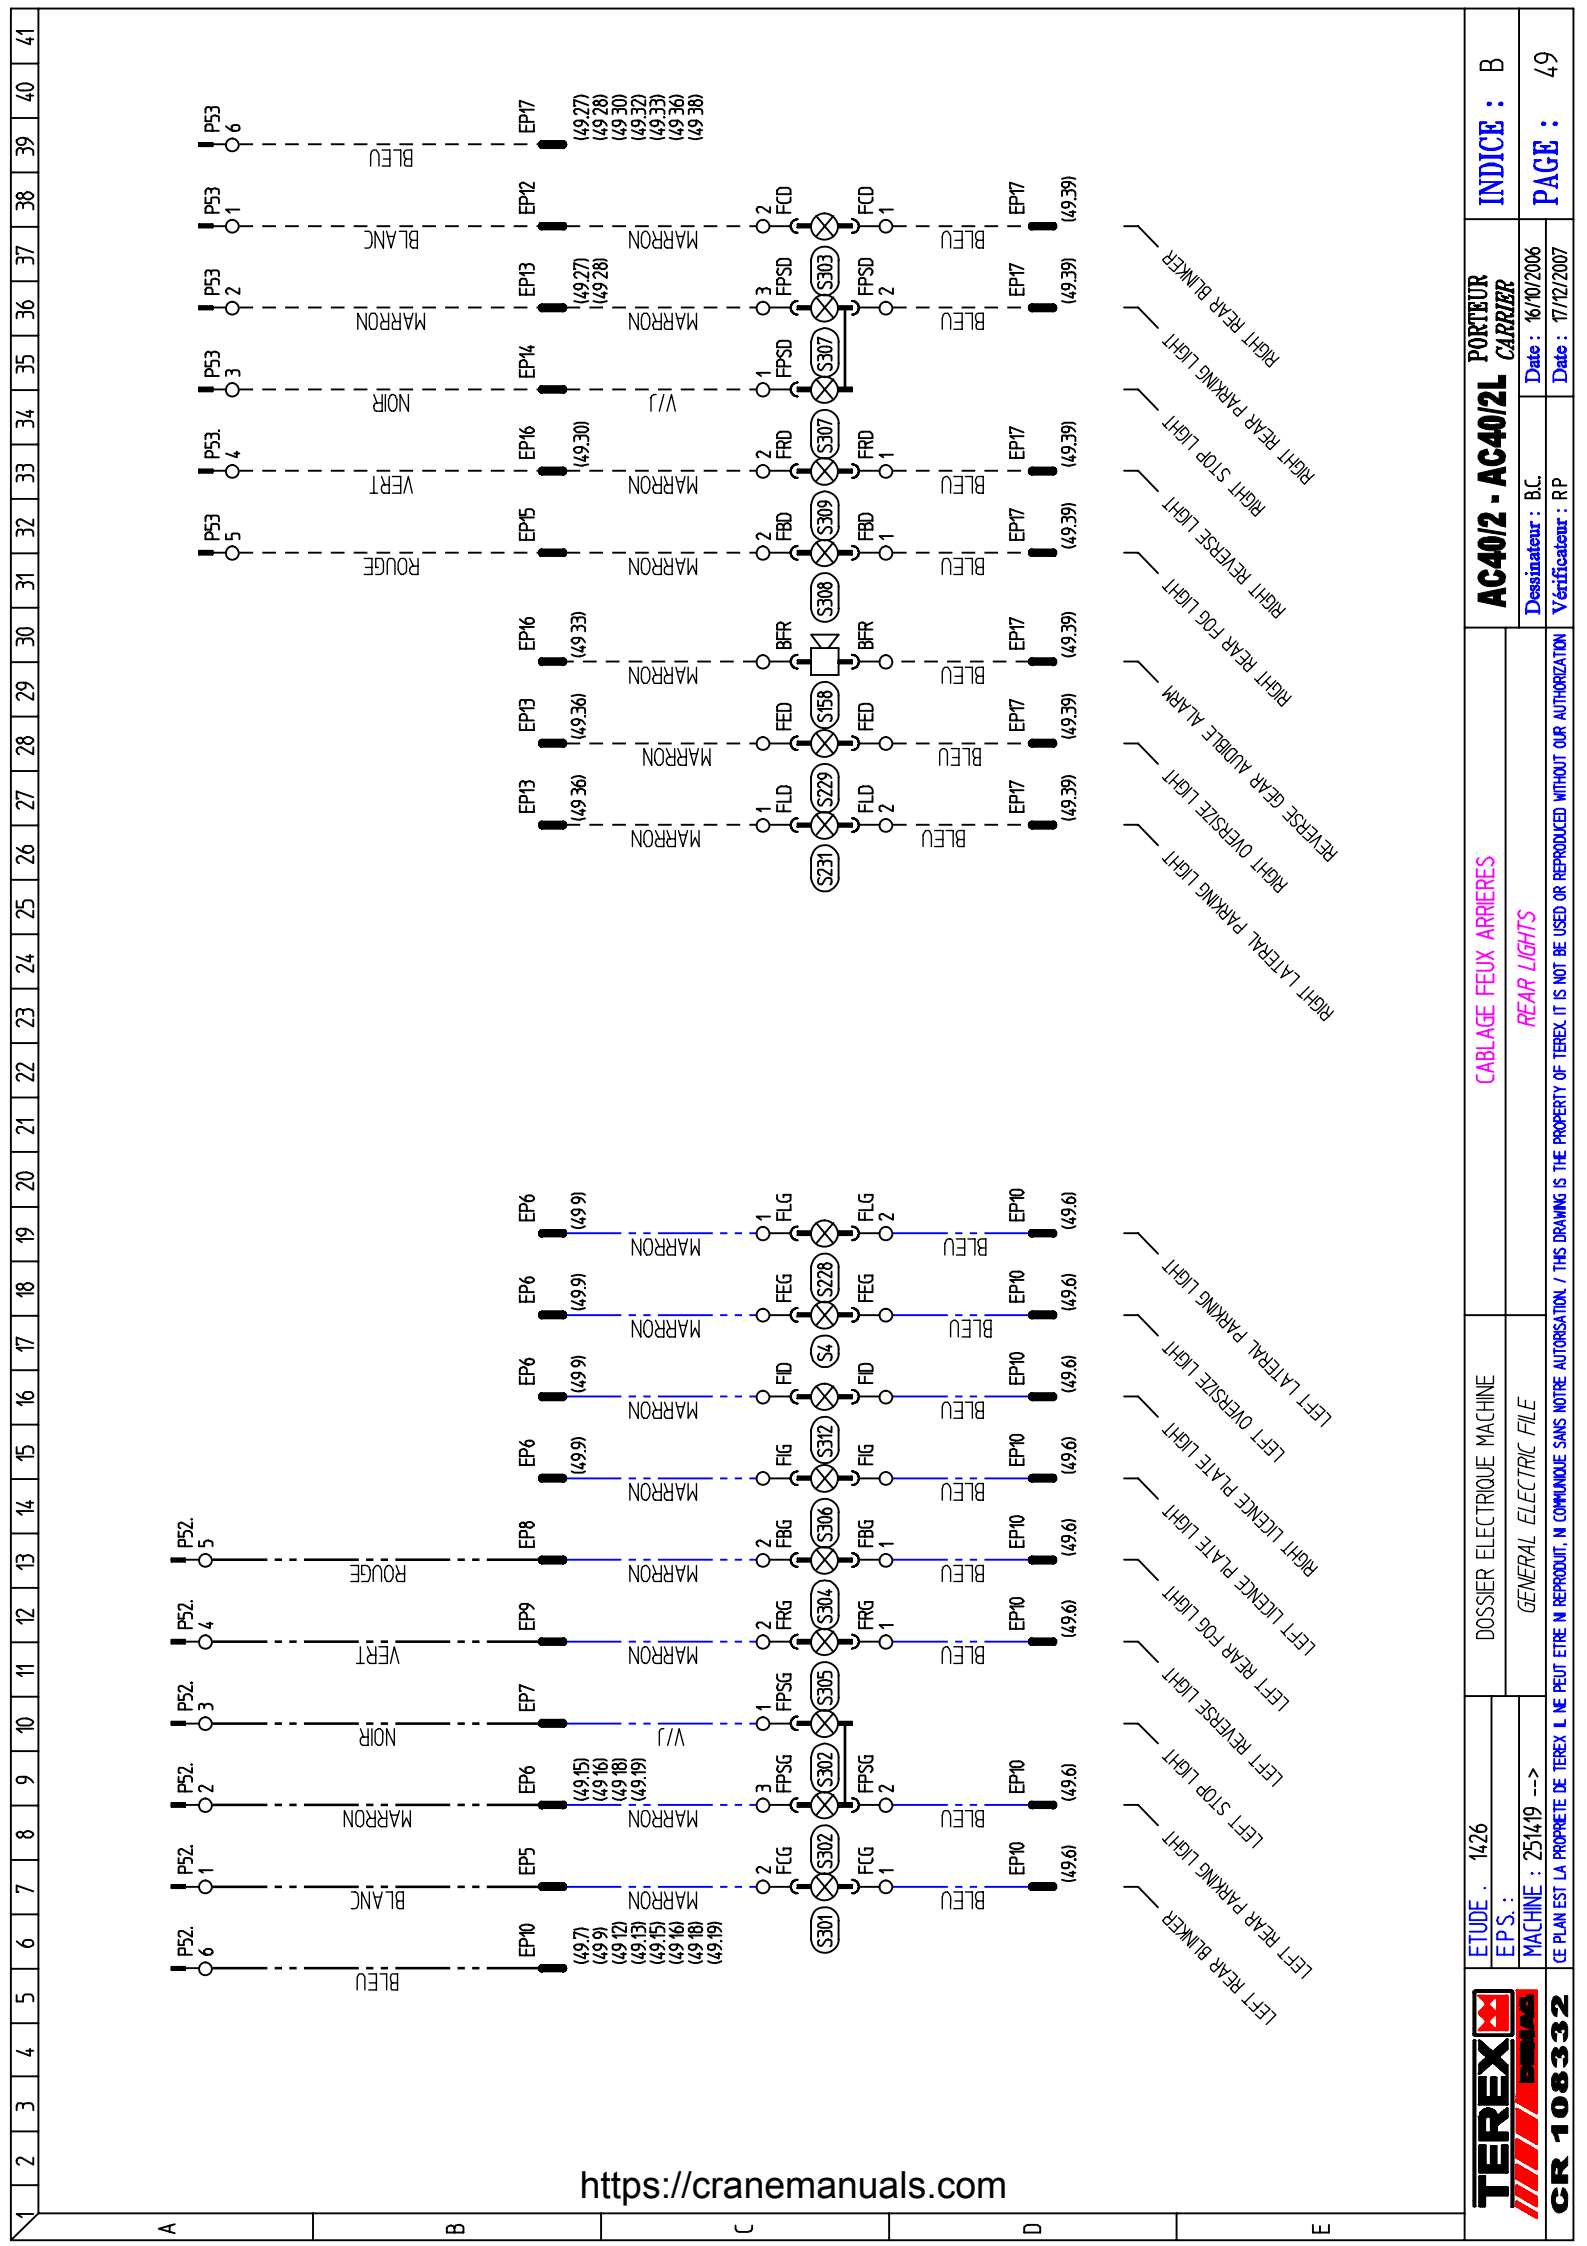 1 2 3 4 5 6 7 8 9 10 11 12 13 14 15 16 17 18 19 20 21 22 23 24 25 26 27 28 29 30 31 32 33 34 35 36 37 38 39 40 41
A
B
C
D
E
P52.
6
BLEU
EP10
(49.7)
(49 9)
(49 12)
(49.13)
(49.15)
(49 16)
(49 18)
(49.19)
P52.
1
BLANC
EP5
MARRON
2
FCG
S301
FCG
1
BLEU
EP10
(49.6)
LEFT REAR BLINKER
P52.
2
MARRON
EP6
(49.15)
(49 16)
(49 18)
(49.19)
MARRON
3
FPSG
S302
FPSG
2
BLEU
EP10
(49.6)
LEFT REAR PARKING LIGHT
P52.
3
NOIR
EP7
V/J
1
FPSG
S302
LEFT STOP LIGHT
P52.
4
VERT
EP9
MARRON
2
FRG
S305
FRG
1
BLEU
EP10
(49.6)
LEFT REVERSE LIGHT
P52.
5
ROUGE
EP8
MARRON
2
FBG
S304
FBG
1
BLEU
EP10
(49.6)
LEFT REAR FOG LIGHT
EP6
(49.9)
MARRON
FIG
S306
FIG
BLEU
EP10
(49.6)
LEFT LICENCE PLATE LIGHT
EP6
(49 9)
MARRON
FID
S312
FID
BLEU
EP10
(49.6)
RIGHT LICENCE PLATE LIGHT
EP6
(49.9)
MARRON
FEG
S4
FEG
BLEU
EP10
(49.6)
LEFT OVERSIZE LIGHT
EP6
(49 9)
MARRON
1
FLG
S228
FLG
2
BLEU
EP10
(49.6)
LEFT LATERAL PARKING LIGHT
EP13
(49 36)
MARRON
1
FLD
S231
FLD
2
BLEU
EP17
(49.39)
RIGHT LATERAL PARKING LIGHT
EP13
(49.36)
MARRON
FED
S229
FED
BLEU
EP17
(49.39)
RIGHT OVERSIZE LIGHT
EP16
(49 33)
MARRON
BFR
S158
BFR
BLEU
EP17
(49.39)
REVERSE GEAR AUDIBLE ALARM
P53
5
ROUGE
EP15
MARRON
2
FBD
S308
FBD
1
BLEU
EP17
(49.39)
RIGHT REAR FOG LIGHT
P53.
4
VERT
EP16
(49.30)
MARRON
2
FRD
S309
FRD
1
BLEU
EP17
(49.39)
RIGHT REVERSE LIGHT
P53
3
NOIR
EP14
V/J
1
FPSD
S307
RIGHT STOP LIGHT
P53
2
MARRON
EP13
(49.27)
(49 28)
MARRON
3
FPSD
S307
FPSD
2
BLEU
EP17
(49.39)
RIGHT REAR PARKING LIGHT
P53
1
BLANC
EP12
MARRON
2
FCD
S303
FCD
1
BLEU
EP17
(49.39)
RIGHT REAR BLINKER
P53
6
BLEU
EP17
(49.27)
(49 28)
(49 30)
(49.32)
(49.33)
(49 36)
(49 38)
https://cranemanuals.com
TEREX
DEMAG
CR 108332
ETUDE . 1426
E.P S. :
MACHINE : 251419 -->
DOSSIER ELECTRIQUE MACHINE
GENERAL ELECTRIC FILE
CABLAGE FEUX ARRIERES
REAR LIGHTS
AC40/2 - AC40/2L
PORTEUR
CARRIER
Dessinateur : B.C.
Date : 16/10/2006
Vérificateur : RP
Date : 17/12/2007
INDICE : B
PAGE : 49
CE PLAN EST LA PROPRIETE DE TEREX IL NE PEUT ETRE NI REPRODUIT, NI COMMUNIQUE SANS NOTRE AUTORISATION. / THIS DRAWING IS THE PROPERTY OF TEREX. IT IS NOT BE USED OR REPRODUCED WITHOUT OUR AUTHORIZATION